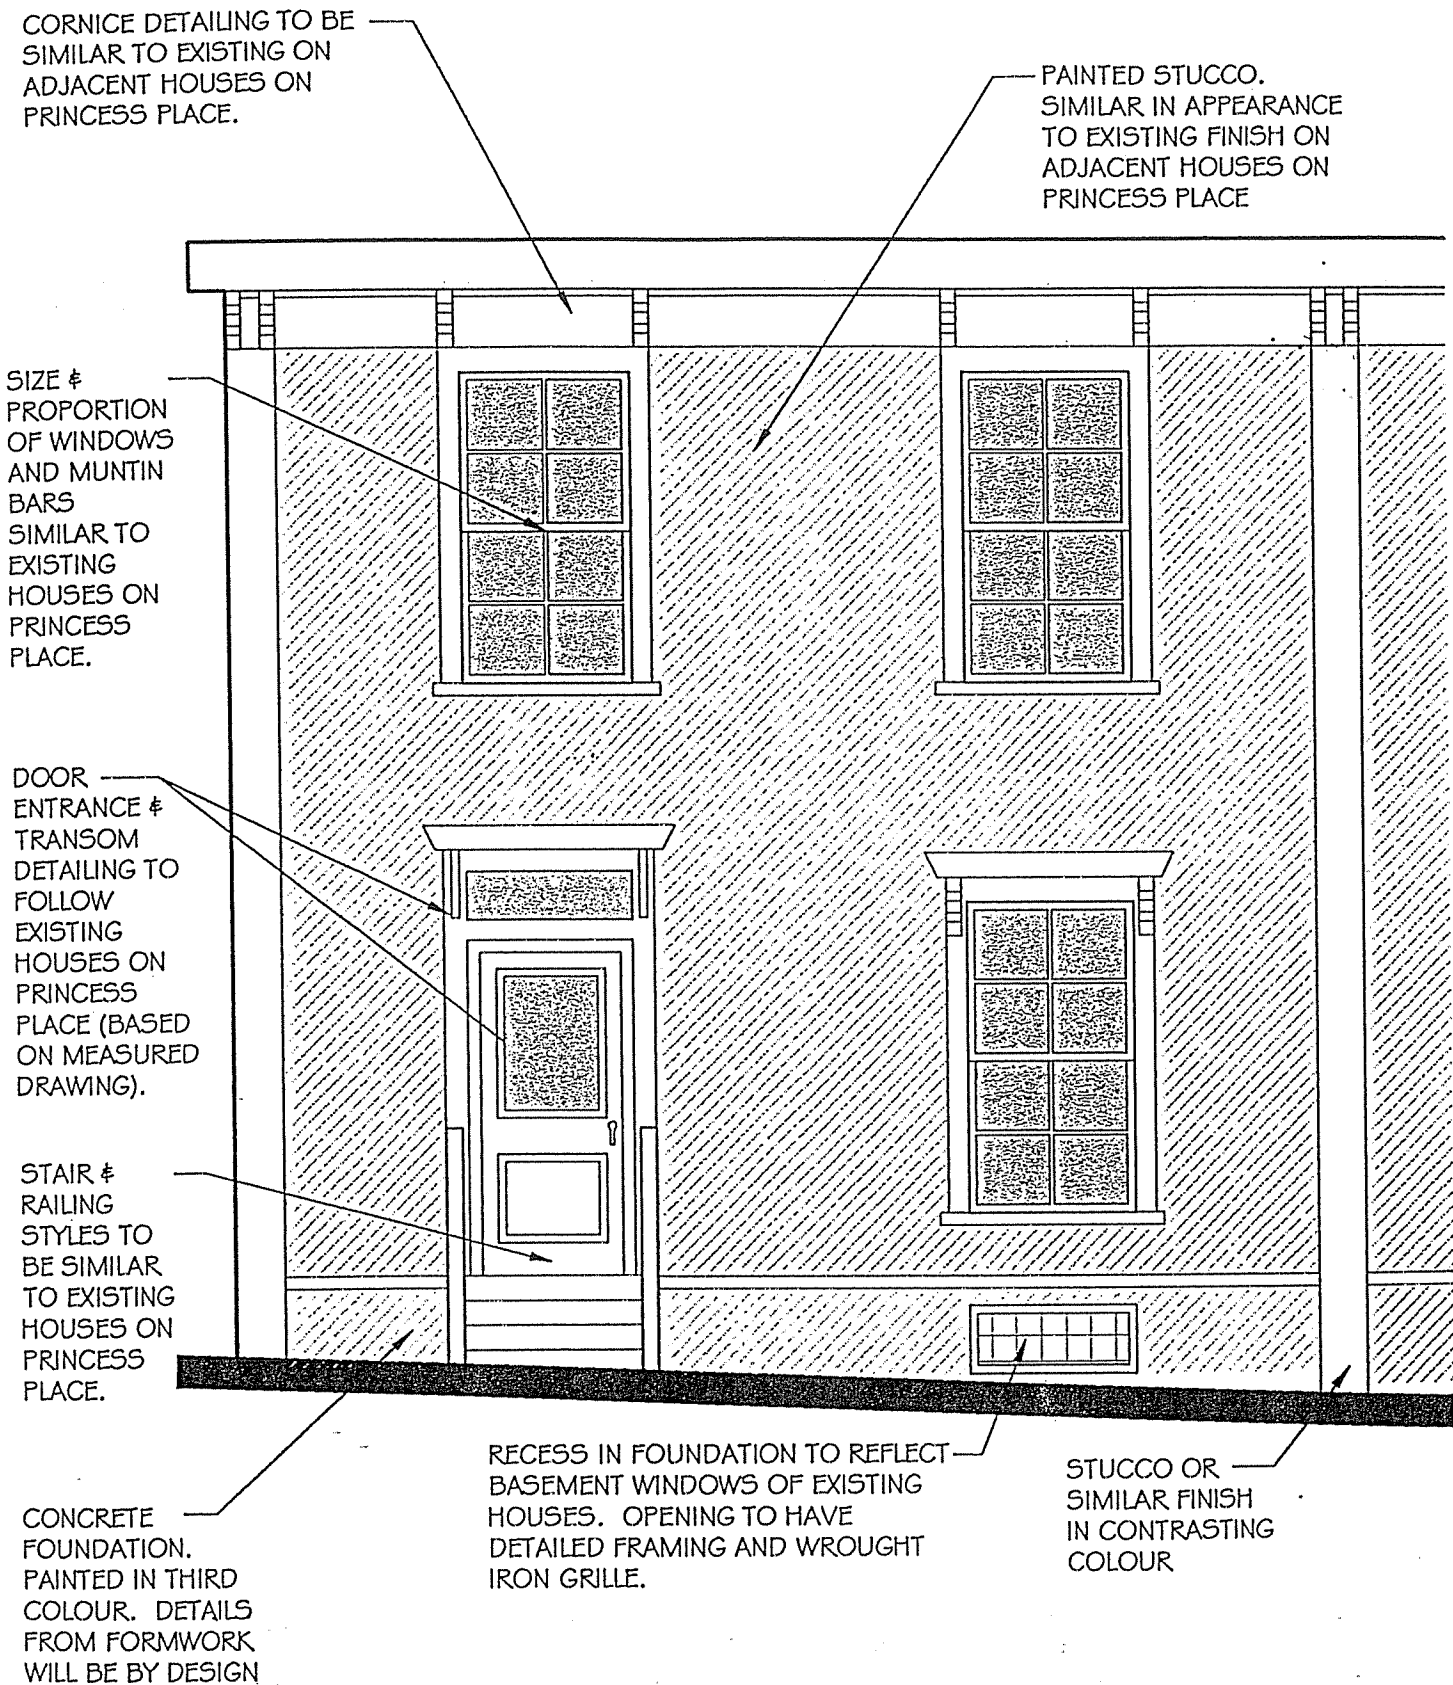 CORNICE DETAILING TO BE
SIMILAR TO EXISTING ON
ADJACENT HOUSES ON
PRINCESS PLACE.
PAINTED STUCCO.
SIMILAR IN APPEARANCE
TO EXISTING FINISH ON
ADJACENT HOUSES ON
PRINCESS PLACE
SIZE &
PROPORTION
OF WINDOWS
AND MUNTIN
BARS
SIMILAR TO
EXISTING
HOUSES ON
PRINCESS
PLACE.
DOOR
ENTRANCE &
TRANSOM
DETAILING TO
FOLLOW
EXISTING
HOUSES ON
PRINCESS
PLACE (BASED
ON MEASURED
DRAWING).
STAIR &
RAILING
STYLES TO
BE SIMILAR
TO EXISTING
HOUSES ON
PRINCESS
PLACE.
CONCRETE
FOUNDATION.
PAINTED IN THIRD
COLOUR. DETAILS
FROM FORMWORK
WILL BE BY DESIGN
RECESS IN FOUNDATION TO REFLECT
BASEMENT WINDOWS OF EXISTING
HOUSES. OPENING TO HAVE
DETAILED FRAMING AND WROUGHT
IRON GRILLE.
STUCCO OR
SIMILAR FINISH
IN CONTRASTING
COLOUR